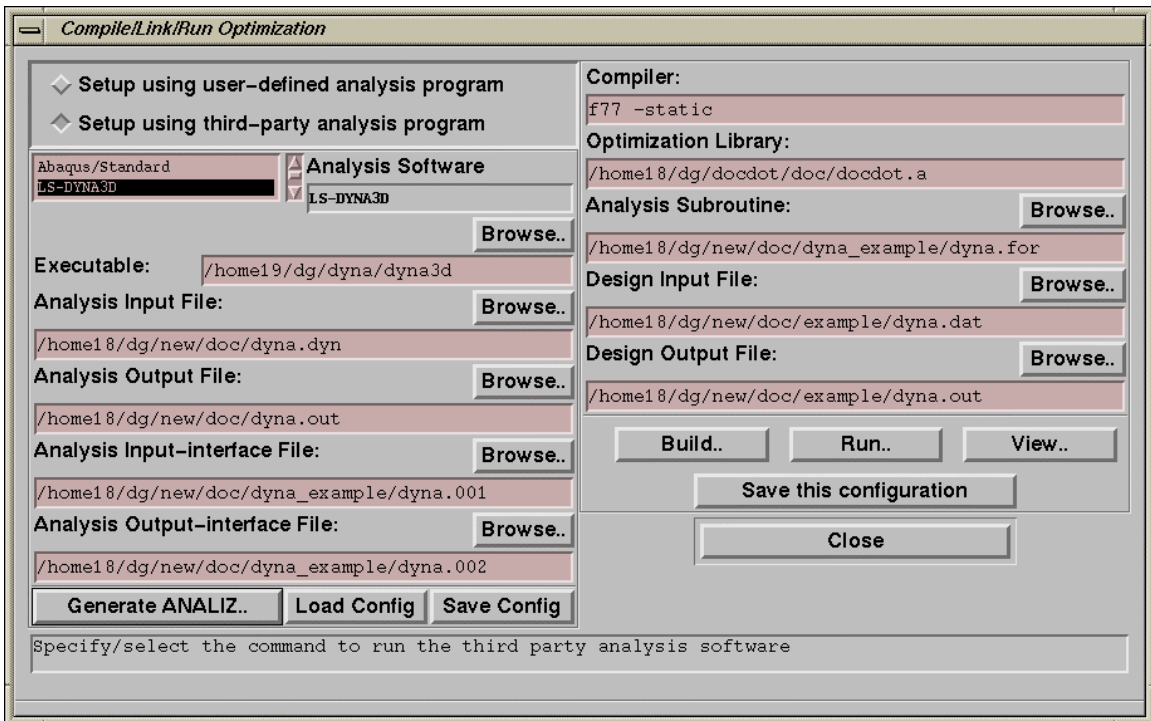 Compile/Link/Run Optimization
Setup using user-defined analysis program
Setup using third-party analysis program
Abaqus/Standard
LS-DYNA3D
Analysis Software
LS-DYNA3D
Browse..
Executable:
/home19/dg/dyna/dyna3d
Analysis Input File:
Browse..
/home18/dg/new/doc/dyna.dyn
Analysis Output File:
Browse..
/home18/dg/new/doc/dyna.out
Analysis Input-interface File:
Browse..
/home18/dg/new/doc/dyna_example/dyna.001
Analysis Output-interface File:
Browse..
/home18/dg/new/doc/dyna_example/dyna.002
Generate ANALIZ..
Load Config
Save Config
Compiler:
f77 -static
Optimization Library:
/home18/dg/docdot/doc/docdot.a
Analysis Subroutine:
Browse..
/home18/dg/new/doc/dyna_example/dyna.for
Design Input File:
Browse..
/home18/dg/new/doc/example/dyna.dat
Design Output File:
Browse..
/home18/dg/new/doc/example/dyna.out
Build..
Run..
View..
Save this configuration
Close
Specify/select the command to run the third party analysis software